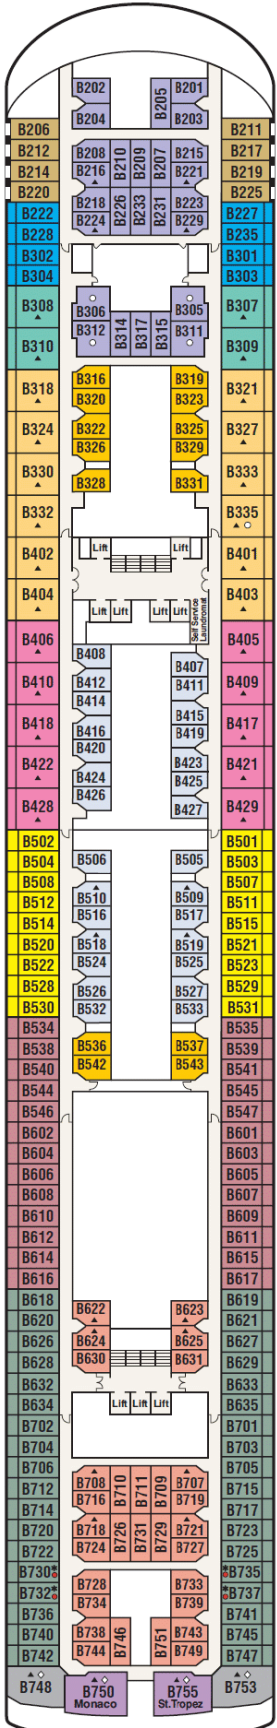 B202 B205 B201
B204 B203
B206 B211
B212 B208 B210 B209 B207 B215 B217
B214 B216 B221 B219
B220 B218 B226 B233 B231 B223 B225
B222 B224 B229 B227
B228 B235
B302 B301
B304 B303
B308 B306 B305 B307
B312 B314 B317 B315 B311
B310 B309
B318 B316 B319 B321
B320 B323
B324 B322 B325 B327
B326 B329
B330 B328 B331 B333
B332 B335
B402 Lift Lift B401
B404 B403
Lift Lift Lift Lift Self Service
Laundromat
B406 B405
B408 B407
B410 B412 B411 B409
B414
B418 B416 B415 B417
B420 B419
B422 B424 B423 B421
B426 B425
B428 B427 B429
B502 B501
B504 B506 B505 B503
B508 B507
B512 B510 B509 B511
B514 B516 B517 B515
B520 B518 B519 B521
B522 B524 B525 B523
B528 B526 B527 B529
B530 B532 B533 B531
B534 B535
B538 B536 B537 B539
B540 B542 B543 B541
B544 B545
B546 B547
B602 B601
B604 B603
B606 B605
B608 B607
B610 B609
B612 B611
B614 B615
B616 B617
B618 B622 B623 B619
B620 B621
B626 B624 B625 B627
B628 B630 B631 B629
B632 B633
B634 Lift Lift Lift B635
B702 B701
B704 B703
B706 B705
B712 B708 B710 B711 B709 B707 B715
B714 B716 B719 B717
B720 B718 B726 B731 B729 B721 B723
B722 B724 B727 B725
B730* B728 B733 *B735
B732* B734 B739 *B737
B736 B738 B746 B751 B743 B741
B740 B744 B749 B745
B742 B747
B748 B750 B755 B753
Monaco St.Tropez